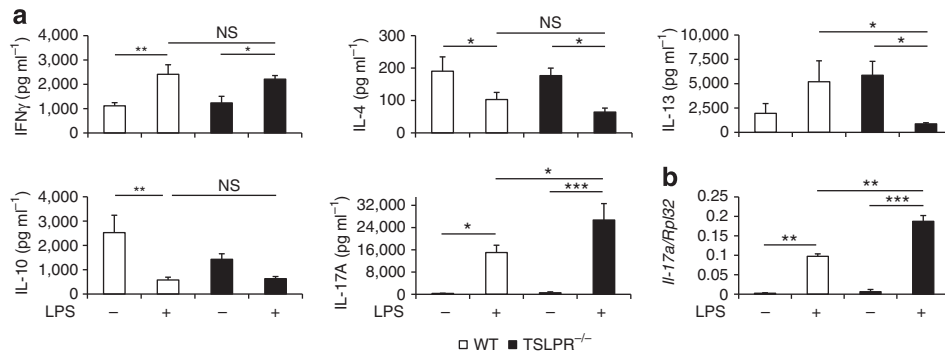 a
IFNγ (pg ml⁻¹)
4,000
3,000
2,000
1,000
0
**
NS
*
IL-4 (pg ml⁻¹)
300
200
100
0
*
NS
*
IL-13 (pg ml⁻¹)
10,000
7,500
5,000
2,500
0
*
*
IL-10 (pg ml⁻¹)
4,000
3,000
2,000
1,000
0
**
NS
LPS – + – +
IL-17A (pg ml⁻¹)
32,000
24,000
16,000
8,000
0
*
*
***
– + – +
b
Il-17a/Rpl32
0.2
0.25
0.15
0.1
0.05
0
**
**
***
LPS – + – +
WT TSLPR⁻/⁻